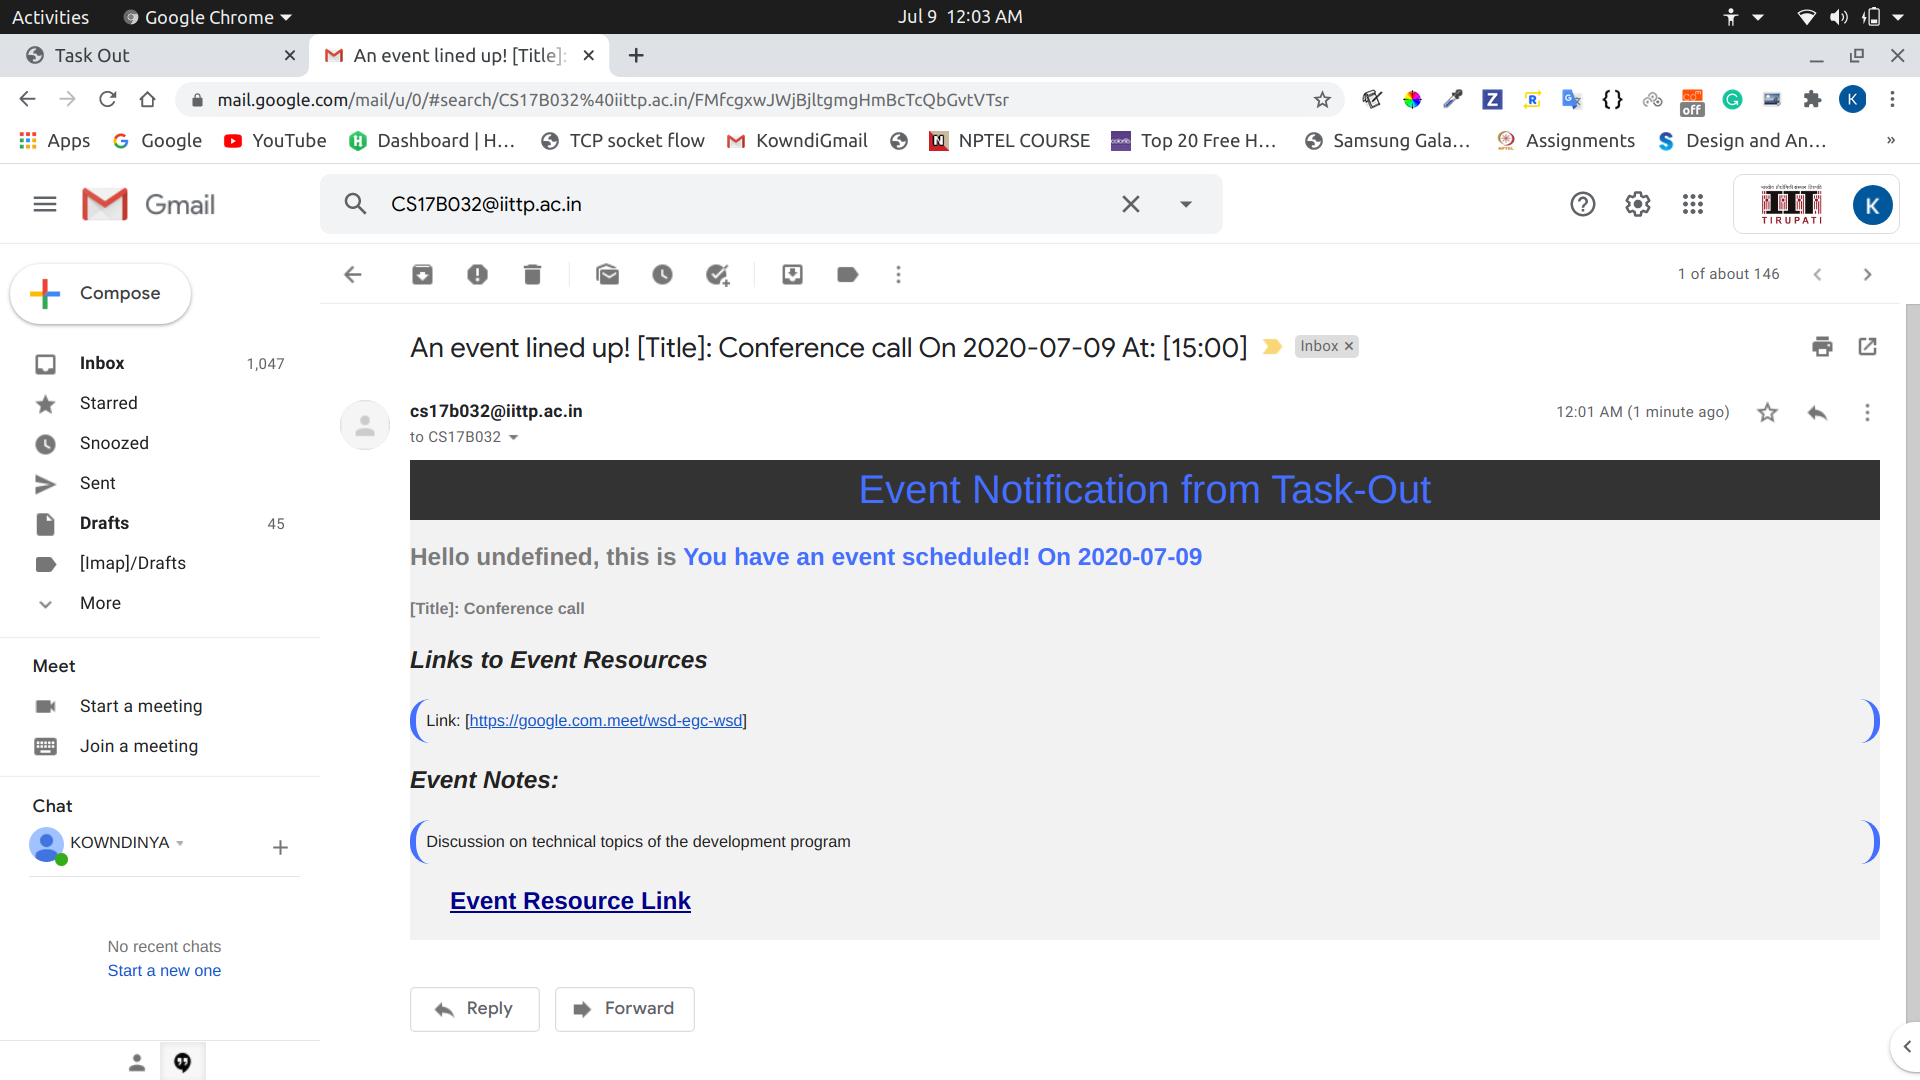 Activities
Google Chrome
Jul 9 12:03 AM
Task Out
An event lined up! [Title]:
mail.google.com/mail/u/0/#search/CS17B032%40iittp.ac.in/FMfcgxwJWjBjltgmgHmBcTcQbGvtVTsr
off
K
Apps
Google
YouTube
Dashboard | H...
TCP socket flow
KowndiGmail
NPTEL COURSE
Top 20 Free H...
Samsung Gala...
Assignments
Design and An...
»
Gmail
CS17B032@iittp.ac.in
TIRUPATI
K
Compose
1 of about 146
Inbox 1,047
Starred
Snoozed
Sent
Drafts 45
[Imap]/Drafts
More
Meet
Start a meeting
Join a meeting
Chat
KOWNDINYA
No recent chats
Start a new one
An event lined up! [Title]: Conference call On 2020-07-09 At: [15:00]
Inbox ×
cs17b032@iittp.ac.in
to CS17B032
12:01 AM (1 minute ago)
Event Notification from Task-Out
Hello undefined, this is You have an event scheduled! On 2020-07-09
[Title]: Conference call
Links to Event Resources
Link: [https://google.com.meet/wsd-egc-wsd]
Event Notes:
Discussion on technical topics of the development program
Event Resource Link
Reply
Forward